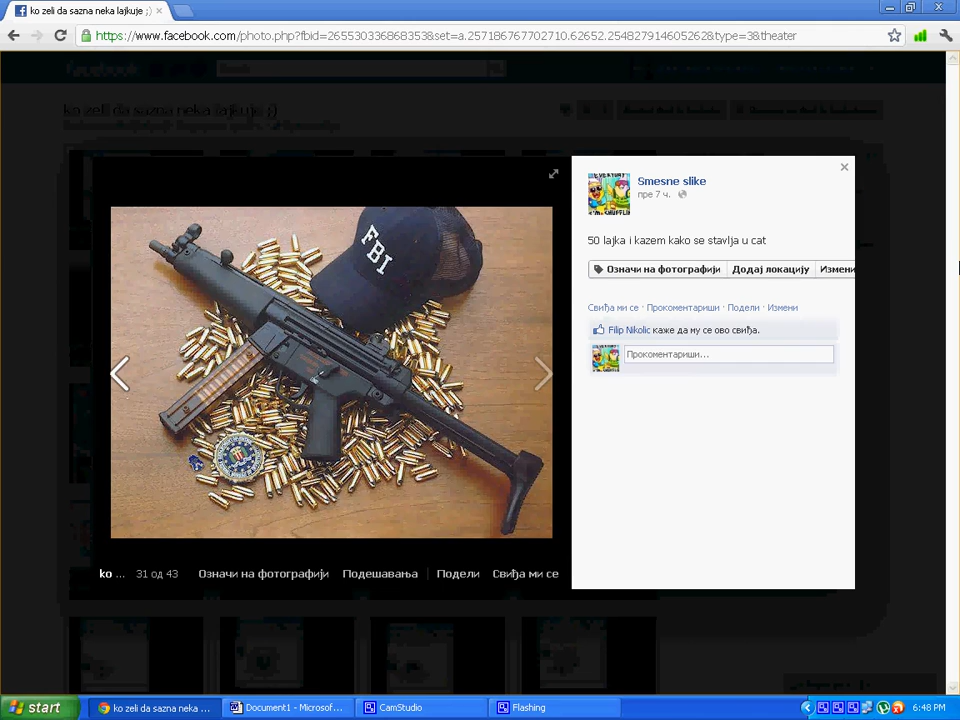 ko zeli da sazna neka lajkuje ;)
https://www.facebook.com/photo.php?fbid=2655303368683353&set=a.257186767702710.62652.254827914605262&type=3&theater
facebook
Search
ko zeli da sazna neka lajkuje ;)
FBI
Smesne slike
пре 7 ч.
50 lajka i kazem kako se stavlja u cat
Означи на фотографији
Додај локацију
Измени
Свиђа ми се · Прокоментариши · Подели · Измени
Filip Nikolic каже да му се ово свиђа.
Прокоментариши...
ko ... 31 од 43 Означи на фотографији Подешавања Подели Свиђа ми се
start
ko zeli da sazna neka ...
Document1 - Microsof...
CamStudio
Flashing
6:48 PM